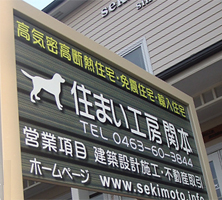 高気密高断熱住宅・免震住宅・輸入住宅
住まい工房 関本
TEL 0463-60-3844
営業項目 建築設計施工・不動産取引
ホームページ www.sekimoto.info